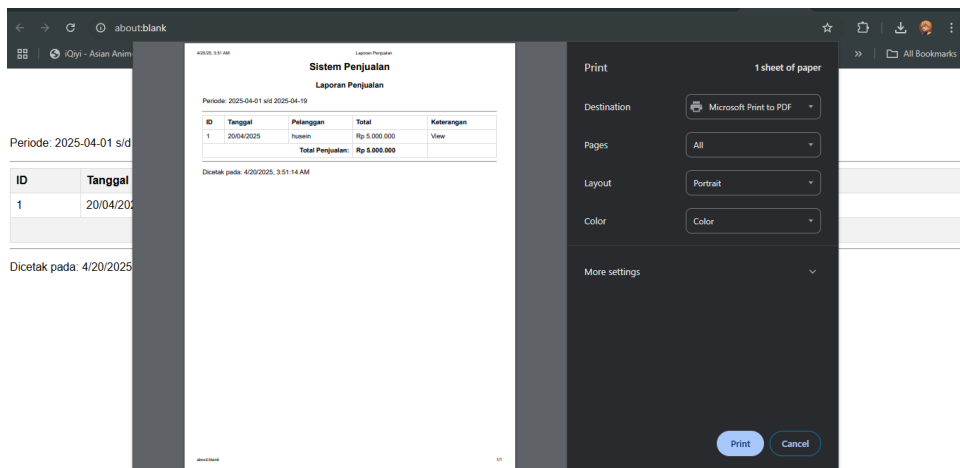 about:blank
iQiyi - Asian Anim
All Bookmarks
Periode: 2025-04-01 s/d
ID Tanggal
1 20/04/202
Dicetak pada: 4/20/2025
4/20/25, 3:51 AM Laporan Penjualan
Sistem Penjualan
Laporan Penjualan
Periode: 2025-04-01 s/d 2025-04-19
ID Tanggal Pelanggan Total Keterangan
1 20/04/2025 husein Rp 5.000.000 View
Total Penjualan: Rp 5.000.000
Dicetak pada: 4/20/2025, 3:51:14 AM
about:blank 1/1
Print 1 sheet of paper
Destination Microsoft Print to PDF
Pages All
Layout Portrait
Color Color
More settings
Print Cancel